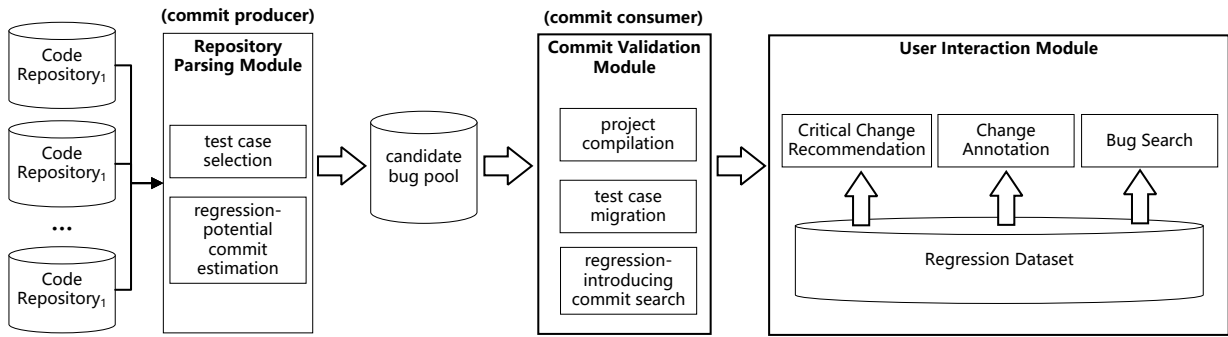 Code
Repository1
Code
Repository1
...
Code
Repository1
(commit producer)
Repository
Parsing Module
test case
selection
regression-
potential
commit
estimation
candidate
bug pool
(commit consumer)
Commit Validation
Module
project
compilation
test case
migration
regression-
introducing
commit search
User Interaction Module
Critical Change
Recommendation
Change
Annotation
Bug Search
Regression Dataset